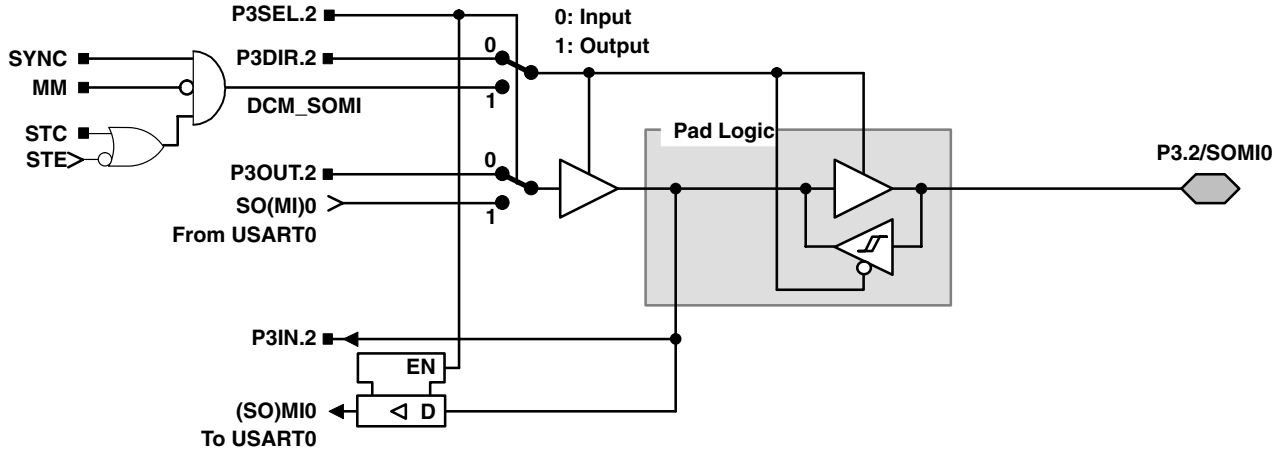 P3SEL.2
0: Input
1: Output
SYNC
P3DIR.2
0
MM
1
DCM_SOMI
STC
STE
Pad Logic
P3.2/SOMI0
P3OUT.2
0
SO(MI)0
1
From USART0
P3IN.2
EN
(SO)MI0
D
To USART0